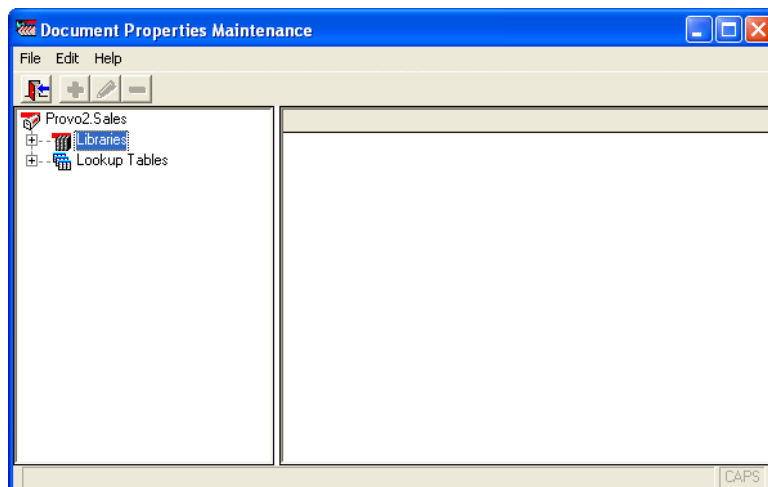 Document Properties Maintenance
File Edit Help
Provo2.Sales
Libraries
Lookup Tables
CAPS